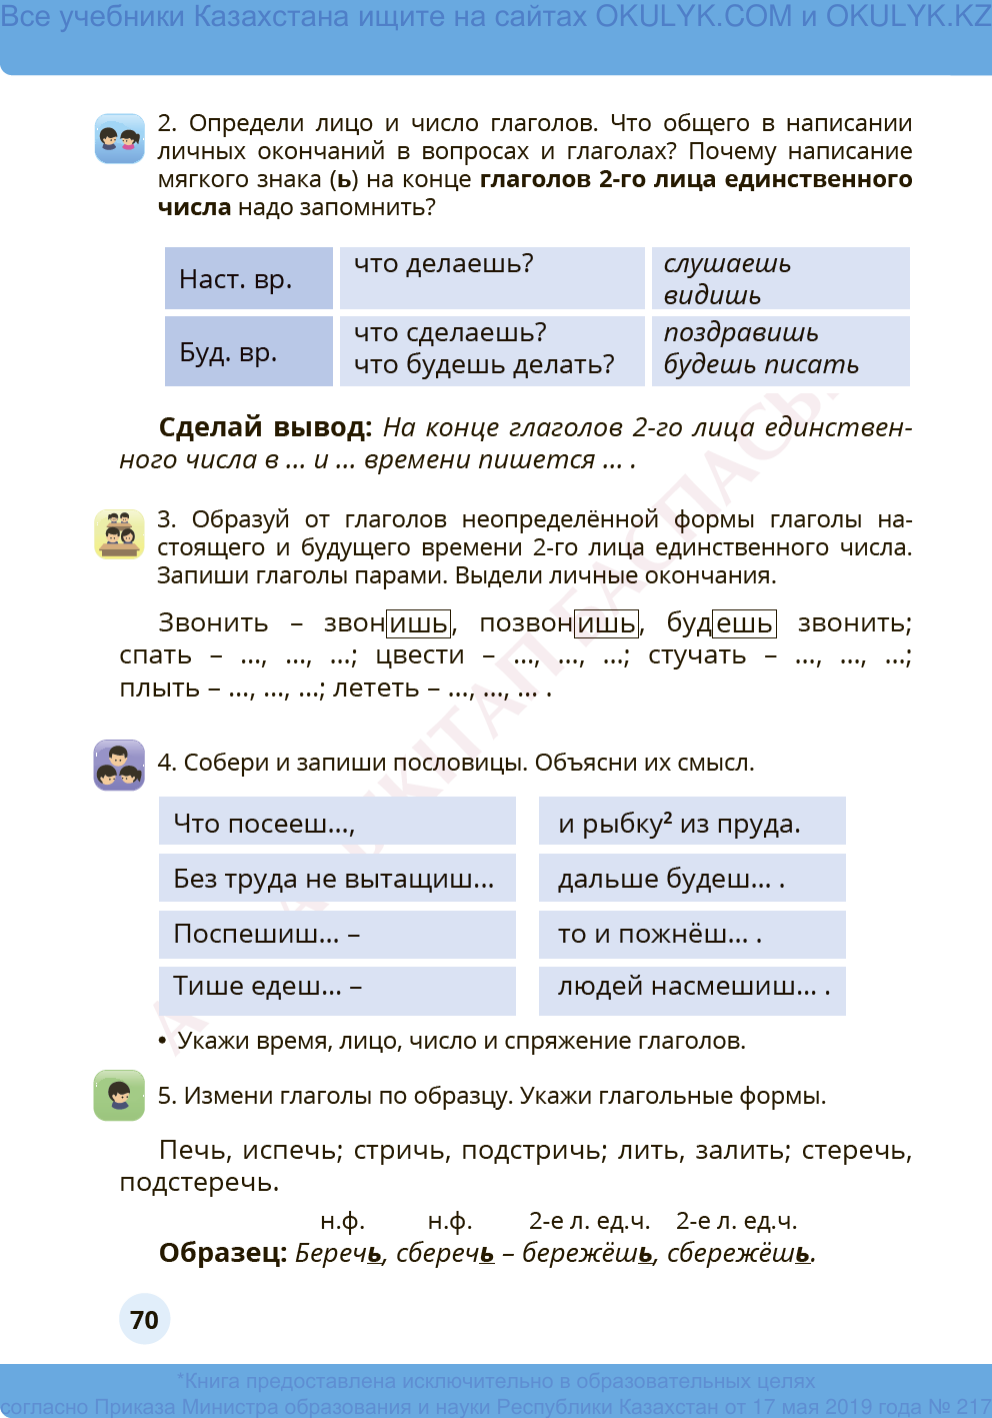 Все учебники Казахстана ищите на сайтах OKULYK.COM и OKULYK.KZ
2. Определи лицо и число глаголов. Что общего в написании
личных окончаний в вопросах и глаголах? Почему написание
мягкого знака (ь) на конце глаголов 2-го лица единственного
числа надо запомнить?
Наст. вр.
что делаешь?
слушаешь
видишь
Буд. вр.
что сделаешь?
что будешь делать?
поздравишь
будешь писать
Сделай вывод: На конце глаголов 2-го лица единствен-
ного числа в ... и ... времени пишется ... .
3. Образуй от глаголов неопределённой формы глаголы на-
стоящего и будущего времени 2-го лица единственного числа.
Запиши глаголы парами. Выдели личные окончания.
Звонить – звонишь, позвонишь, будешь звонить;
спать – ..., ..., ...; цвести – ..., ..., ...; стучать – ..., ..., ...;
плыть – ..., ..., ...; лететь – ..., ..., ... .
4. Собери и запиши пословицы. Объясни их смысл.
Что посееш..., и рыбку² из пруда.
Без труда не вытащиш... дальше будеш... .
Поспешиш... – то и пожнёш... .
Тише едеш... – людей насмешиш... .
• Укажи время, лицо, число и спряжение глаголов.
5. Измени глаголы по образцу. Укажи глагольные формы.
Печь, испечь; стричь, подстричь; лить, залить; стеречь,
подстеречь.
н.ф. н.ф. 2-е л. ед.ч. 2-е л. ед.ч.
Образец: Беречь, сберечь – бережёшь, сбережёшь.
70
*Книга предоставлена исключительно в образовательных целях
согласно Приказа Министра образования и науки Республики Казахстан от 17 мая 2019 года № 217